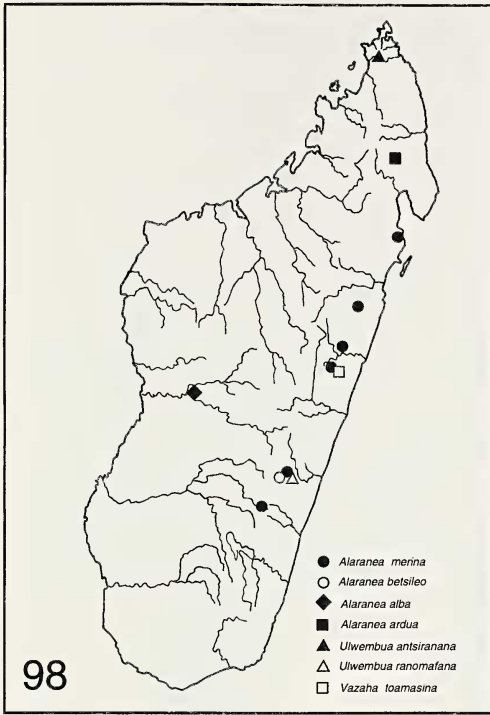 Alaranea merina
Alaranea betsileo
Alaranea alba
Alaranea ardua
Ulwembua antsiranana
Ulwembua ranomafana
Vazaha toamasina
98